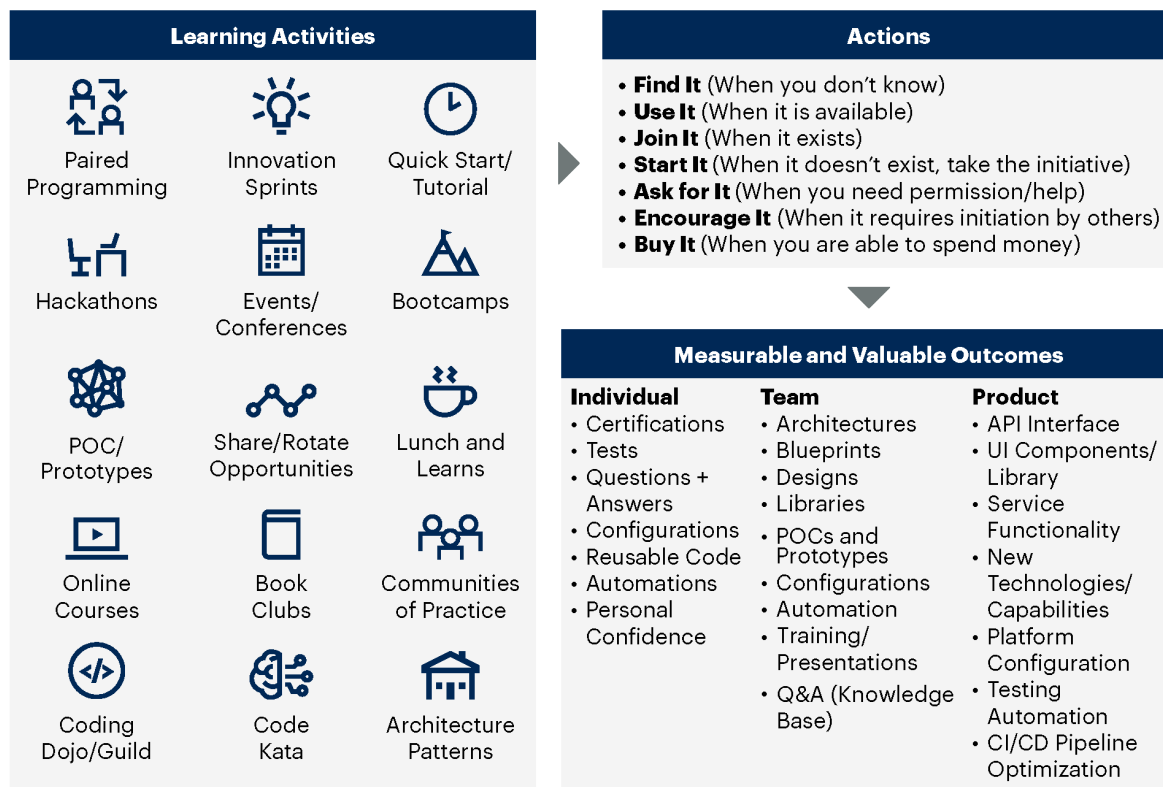 Learning Activities
Paired
Programming
Innovation
Sprints
Quick Start/
Tutorial
Hackathons
Events/
Conferences
Bootcamps
POC/
Prototypes
Share/Rotate
Opportunities
Lunch and
Learns
Online
Courses
Book
Clubs
Communities
of Practice
</>
Coding
Dojo/Guild
Code
Kata
Architecture
Patterns
Actions
• Find It (When you don’t know)
• Use It (When it is available)
• Join It (When it exists)
• Start It (When it doesn’t exist, take the initiative)
• Ask for It (When you need permission/help)
• Encourage It (When it requires initiation by others)
• Buy It (When you are able to spend money)
Measurable and Valuable Outcomes
Individual
• Certifications
• Tests
• Questions +
Answers
• Configurations
• Reusable Code
• Automations
• Personal
Confidence
Team
• Architectures
• Blueprints
• Designs
• Libraries
• POCs and
Prototypes
• Configurations
• Automation
• Training/
Presentations
• Q&A (Knowledge
Base)
Product
• API Interface
• UI Components/
Library
• Service
Functionality
• New
Technologies/
Capabilities
• Platform
Configuration
• Testing
Automation
• CI/CD Pipeline
Optimization